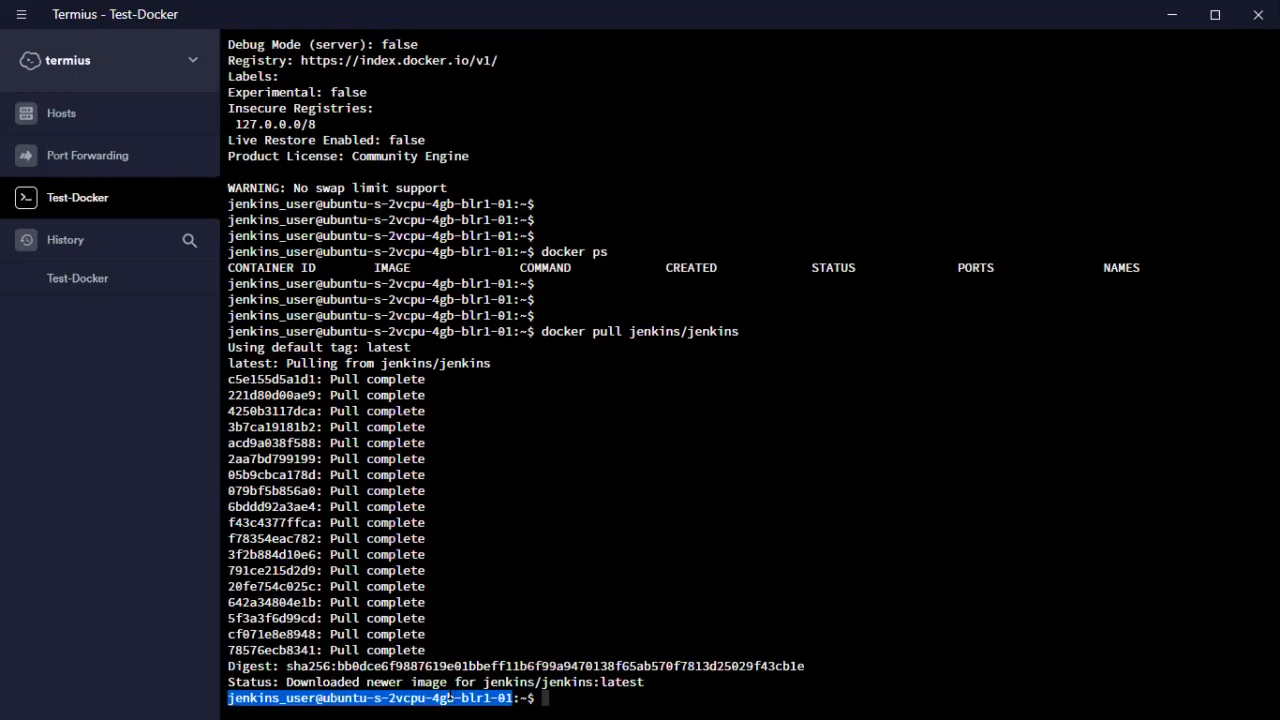 Termius - Test-Docker
termius
Hosts
Port Forwarding
Test-Docker
History
Test-Docker
Debug Mode (server): false
Registry: https://index.docker.io/v1/
Labels:
Experimental: false
Insecure Registries:
127.0.0.0/8
Live Restore Enabled: false
Product License: Community Engine
WARNING: No swap limit support
jenkins_user@ubuntu-s-2vcpu-4gb-blr1-01:~$
jenkins_user@ubuntu-s-2vcpu-4gb-blr1-01:~$
jenkins_user@ubuntu-s-2vcpu-4gb-blr1-01:~$
jenkins_user@ubuntu-s-2vcpu-4gb-blr1-01:~$ docker ps
CONTAINER ID IMAGE COMMAND CREATED STATUS PORTS NAMES
jenkins_user@ubuntu-s-2vcpu-4gb-blr1-01:~$
jenkins_user@ubuntu-s-2vcpu-4gb-blr1-01:~$
jenkins_user@ubuntu-s-2vcpu-4gb-blr1-01:~$
jenkins_user@ubuntu-s-2vcpu-4gb-blr1-01:~$ docker pull jenkins/jenkins
Using default tag: latest
latest: Pulling from jenkins/jenkins
c5e155d5a1d1: Pull complete
221d80d00ae9: Pull complete
4250b3117dca: Pull complete
3b7ca19181b2: Pull complete
acd9a038f588: Pull complete
2aa7bd799199: Pull complete
05b9cbca178d: Pull complete
079bf5b856a0: Pull complete
6bddd92a3ae4: Pull complete
f43c4377ffca: Pull complete
f78354eac782: Pull complete
3f2b884d10e6: Pull complete
791ce215d2d9: Pull complete
20fe754c025c: Pull complete
642a34804e1b: Pull complete
5f3a3f6d99cd: Pull complete
cf071e8e8948: Pull complete
78576ecb8341: Pull complete
Digest: sha256:bb0dce6f9887619e01bbeff11b6f99a9470138f65ab570f7813d25029f43cb1e
Status: Downloaded newer image for jenkins/jenkins:latest
jenkins_user@ubuntu-s-2vcpu-4gb-blr1-01:~$